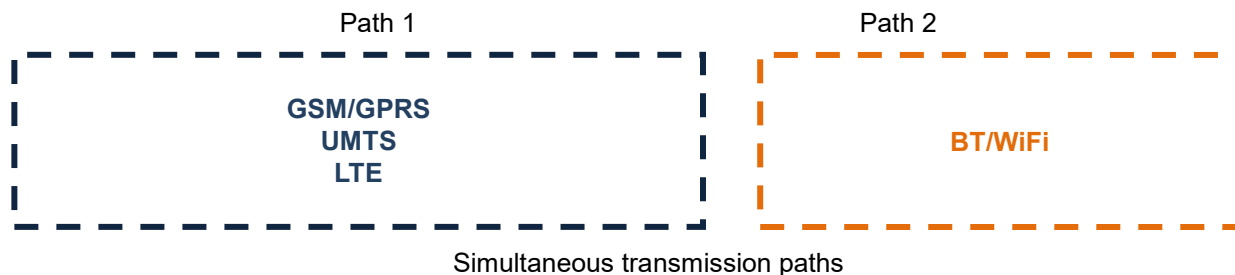 Path 1
Path 2
GSM/GPRS
UMTS
LTE
BT/WiFi
Simultaneous transmission paths